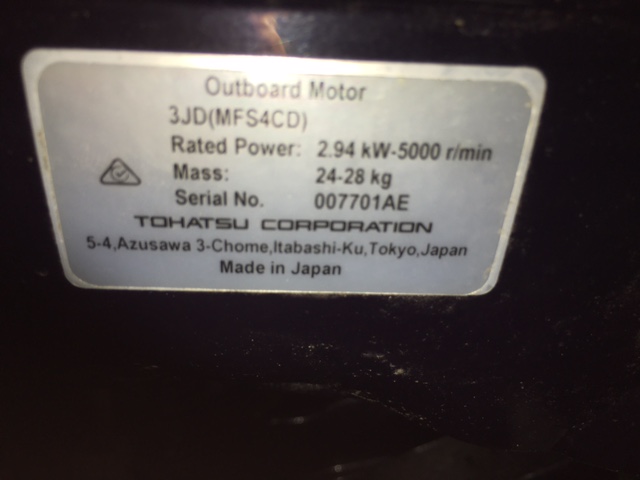 Outboard Motor
3JD(MFS4CD)
Rated Power: 2.94 kW-5000 r/min
Mass: 24-28 kg
Serial No. 007701AE
TOHATSU CORPORATION
5-4,Azusawa 3-Chome,Itabashi-Ku,Tokyo,Japan
Made in Japan